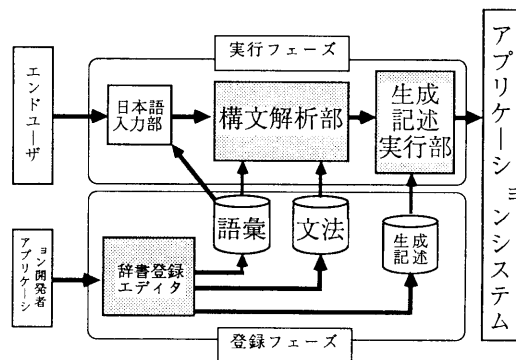 実行フェーズ
エンドユーザ
日本語
入力部
構文解析部
生成
記述
実行部
アプリケーションシステム
語彙
文法
生成
記述
アプリケーシ
ョン開発者
辞書登録
エディタ
登録フェーズ